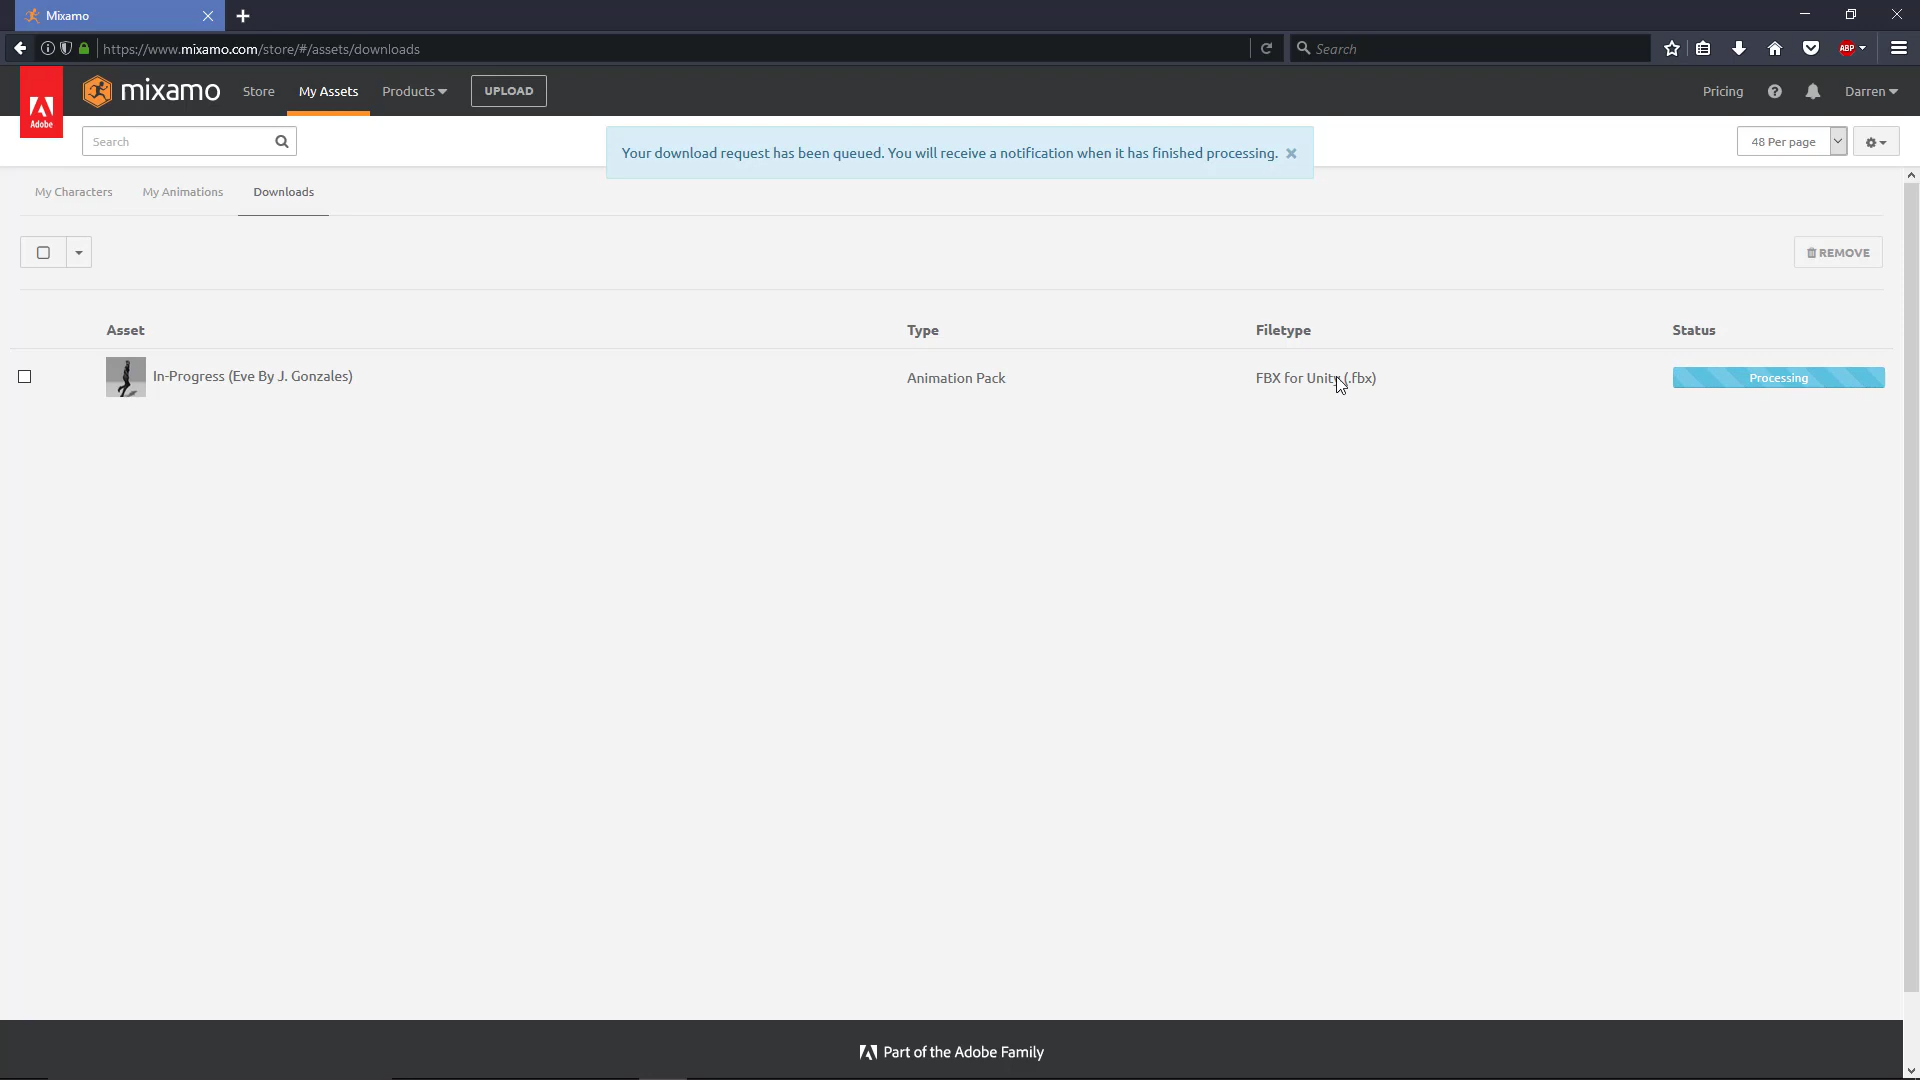 Mixamo
https://www.mixamo.com/store/#/assets/downloads
Search
ABP
Adobe
mixamo
Store
My Assets
Products
UPLOAD
Pricing
Darren
Search
Your download request has been queued. You will receive a notification when it has finished processing.
48 Per page
My Characters
My Animations
Downloads
REMOVE
Asset
Type
Filetype
Status
In-Progress (Eve By J. Gonzales)
Animation Pack
FBX for Unity (.fbx)
Processing
Part of the Adobe Family